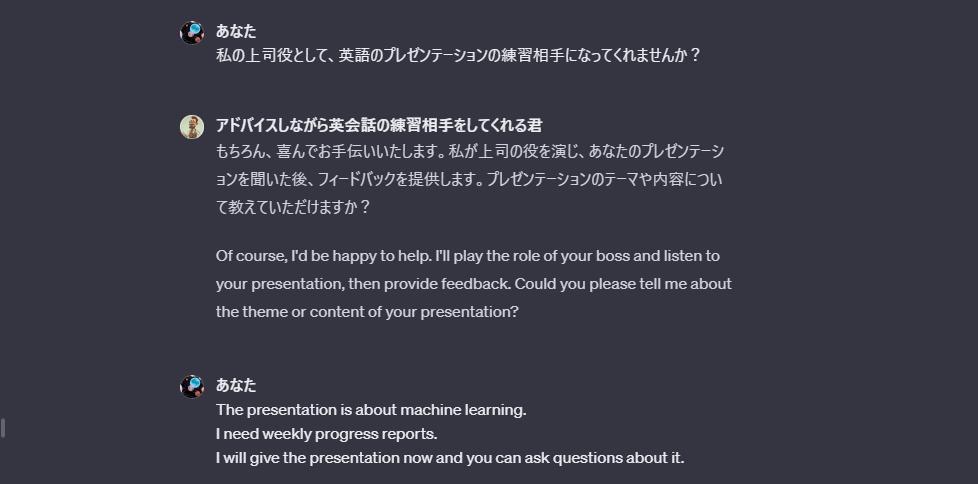 あなた
私の上司役として、英語のプレゼンテーションの練習相手になってくれませんか？
アドバイスしながら英会話の練習相手をしてくれる君
もちろん、喜んでお手伝いいたします。私が上司の役を演じ、あなたのプレゼンテーシ
ョンを聞いた後、フィードバックを提供します。プレゼンテーションのテーマや内容につい
て教えていただけますか？
Of course, I'd be happy to help. I'll play the role of your boss and listen to
your presentation, then provide feedback. Could you please tell me about
the theme or content of your presentation?
あなた
The presentation is about machine learning.
I need weekly progress reports.
I will give the presentation now and you can ask questions about it.